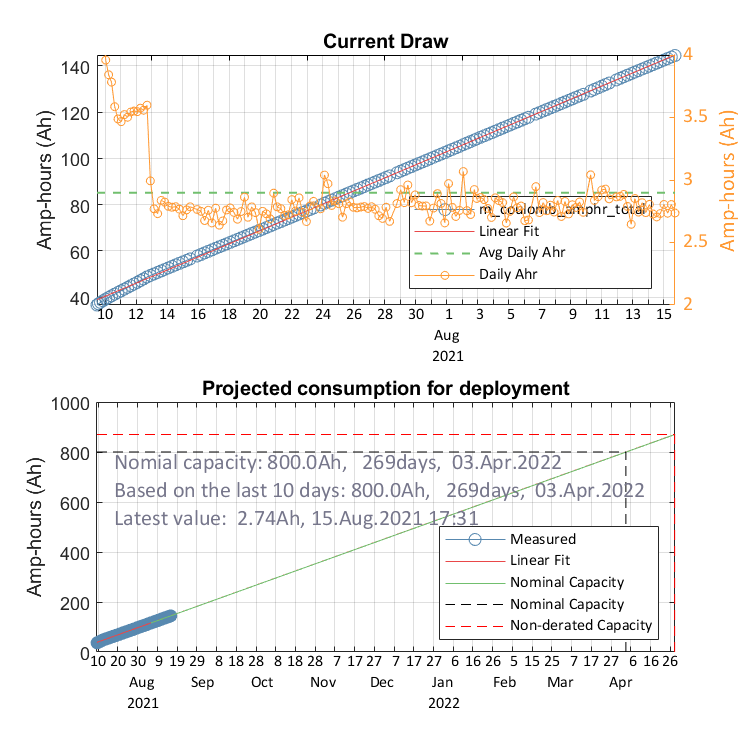 Current Draw
140
120
100
80
60
40
Amp-hours (Ah)
4
3.5
3
2.5
2
Amp-hours (Ah)
m_coulomb_amphr_total
Linear Fit
Avg Daily Ahr
Daily Ahr
10 12 14 16 18 20 22 24 26 28 30 1 3 5 7 9 11 13 15
Aug
2021
Projected consumption for deployment
1000
800
600
400
200
0
Amp-hours (Ah)
Nomial capacity: 800.0Ah, 269days, 03.Apr.2022
Based on the last 10 days: 800.0Ah, 269days, 03.Apr.2022
Latest value: 2.74Ah, 15.Aug.2021 17:31
Measured
Linear Fit
Nominal Capacity
Nominal Capacity
Non-derated Capacity
10 20 30 9 19 29 8 18 28 8 18 28 7 17 27 7 17 27 6 16 26 5 15 25 7 17 27 6 16 26
Aug Sep Oct Nov Dec Jan Feb Mar Apr
2021 2022